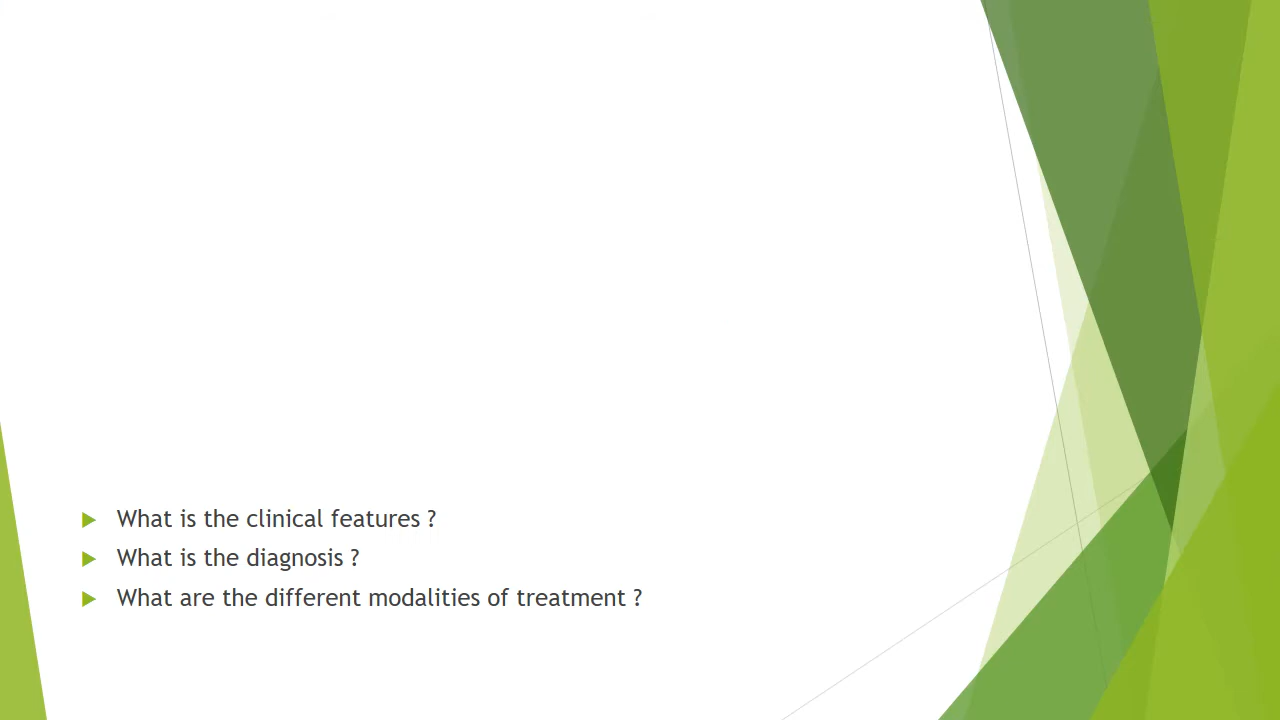 What is the clinical features ?
What is the diagnosis ?
What are the different modalities of treatment ?